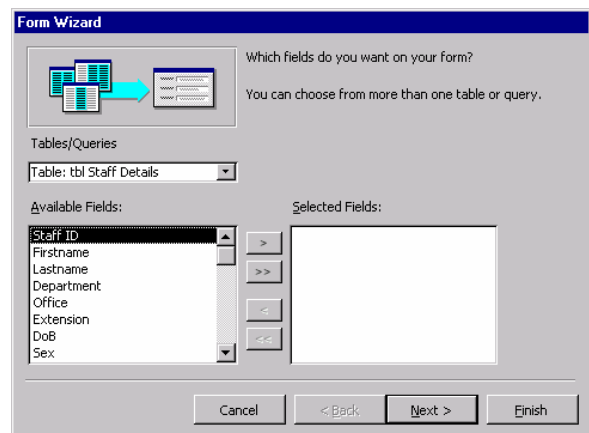 Form Wizard
Which fields do you want on your form?
You can choose from more than one table or query.
Tables/Queries
Table: tbl Staff Details
Available Fields:
Selected Fields:
Staff ID
Firstname
Lastname
Department
Office
Extension
DoB
Sex
>
>>
<
<<
Cancel
< Back
Next >
Finish